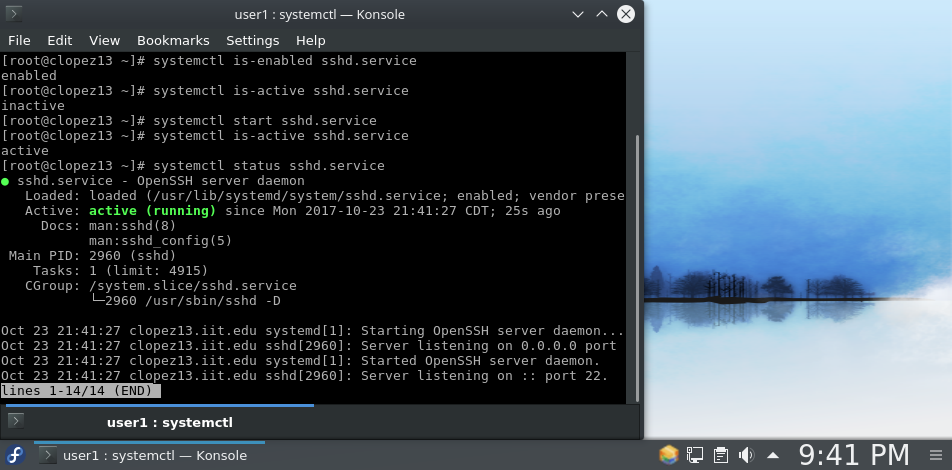 user1 : systemctl — Konsole
File Edit View Bookmarks Settings Help
[root@clopez13 ~]# systemctl is-enabled sshd.service
enabled
[root@clopez13 ~]# systemctl is-active sshd.service
inactive
[root@clopez13 ~]# systemctl start sshd.service
[root@clopez13 ~]# systemctl is-active sshd.service
active
[root@clopez13 ~]# systemctl status sshd.service
● sshd.service - OpenSSH server daemon
Loaded: loaded (/usr/lib/systemd/system/sshd.service; enabled; vendor prese
Active: active (running) since Mon 2017-10-23 21:41:27 CDT; 25s ago
Docs: man:sshd(8)
man:sshd_config(5)
Main PID: 2960 (sshd)
Tasks: 1 (limit: 4915)
CGroup: /system.slice/sshd.service
└─2960 /usr/sbin/sshd -D
Oct 23 21:41:27 clopez13.iit.edu systemd[1]: Starting OpenSSH server daemon...
Oct 23 21:41:27 clopez13.iit.edu sshd[2960]: Server listening on 0.0.0.0 port
Oct 23 21:41:27 clopez13.iit.edu systemd[1]: Started OpenSSH server daemon.
Oct 23 21:41:27 clopez13.iit.edu sshd[2960]: Server listening on :: port 22.
lines 1-14/14 (END)
user1 : systemctl
user1 : systemctl — Konsole
9:41 PM